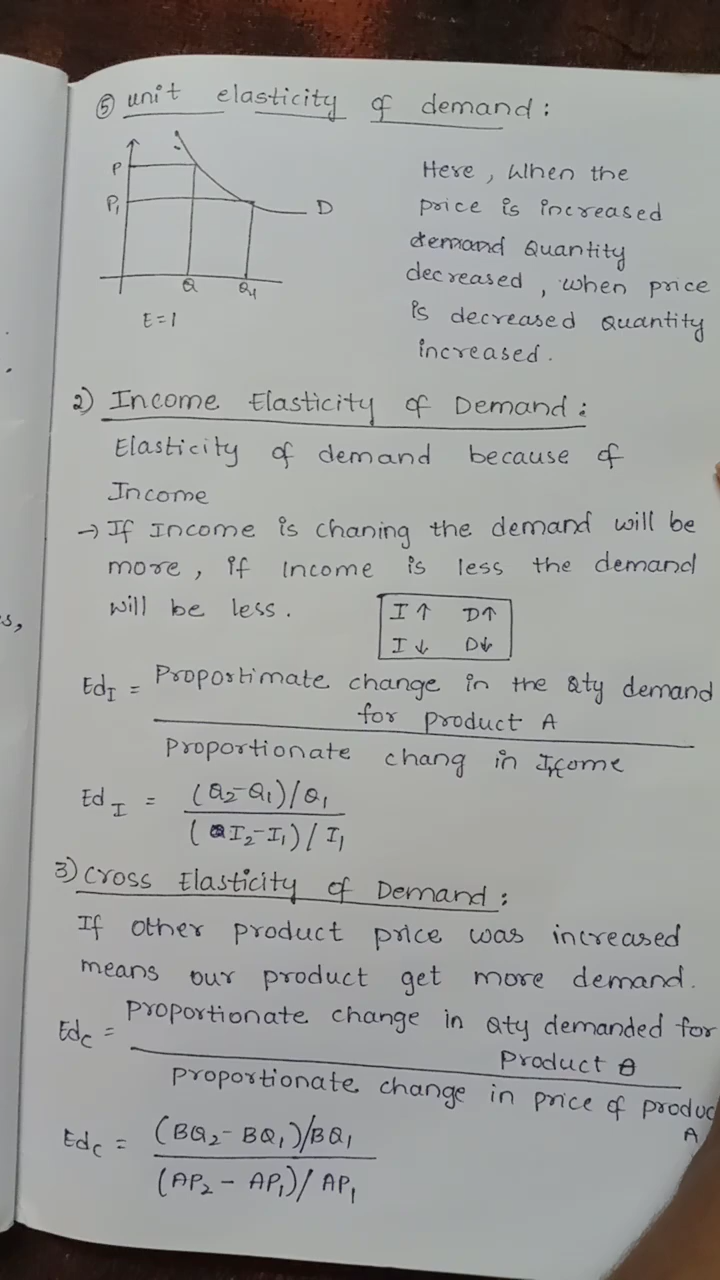 ⑤ unit elasticity of demand:
P
P₁
D
Q
Q₁
E=1
Here, when the
price is increased
demand Quantity
decreased, when price
is decreased Quantity
increased.
2) Income Elasticity of Demand:
Elasticity of demand because of
Income
→ If Income is chaning the demand will be
more, if income is less the demand
will be less.
I↑ D↑
I↓ D↓
EdI = Proportimate change in the Qty demand
for product A
Proportionate chang in Income
EdI = (Q2-Q1)/Q1
(I2-I1)/I1
3) Cross Elasticity of Demand:
If other product price was increased
means our product get more demand.
Edc = Proportionate change in Qty demanded for
Product B
Proportionate change in price of produc
A
Edc = (BQ2 - BQ1)/BQ1
(AP2 - AP1)/AP1
s,